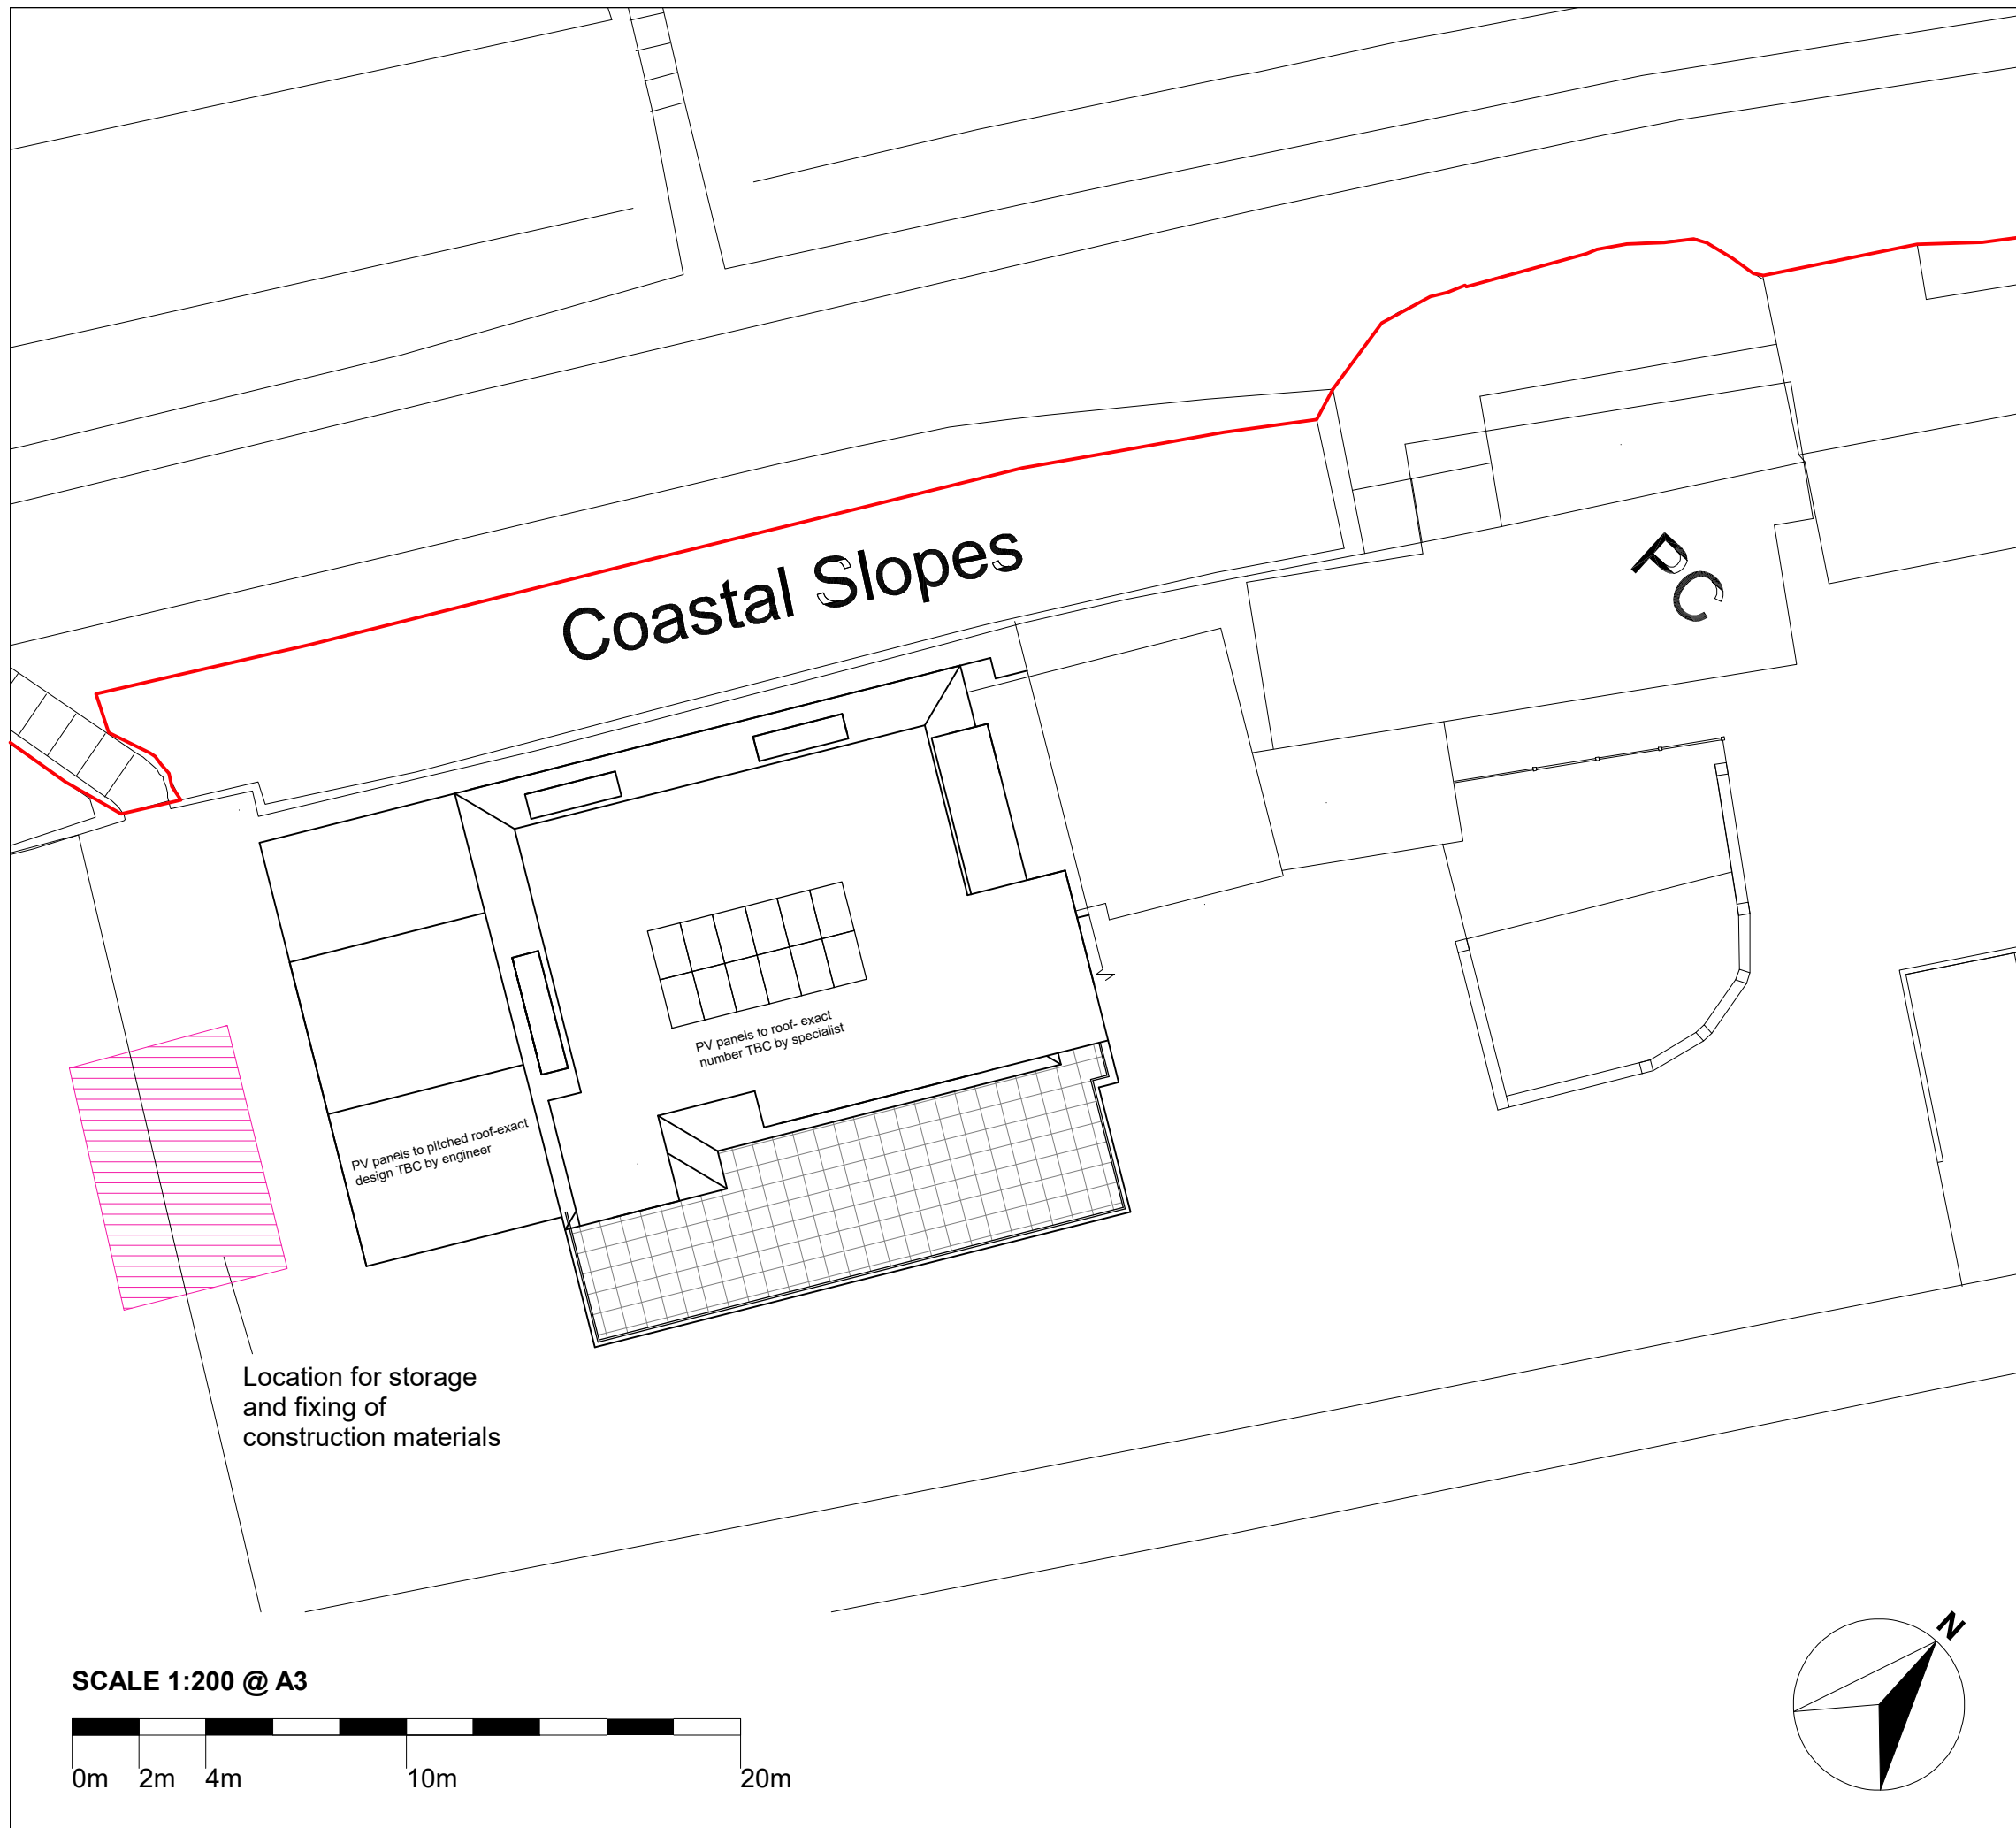 Coastal Slopes
PC
PV panels to roof- exact
number TBC by specialist
PV panels to pitched roof-exact
design TBC by engineer
Location for storage
and fixing of
construction materials
SCALE 1:200 @ A3
0m 2m 4m 10m 20m
N